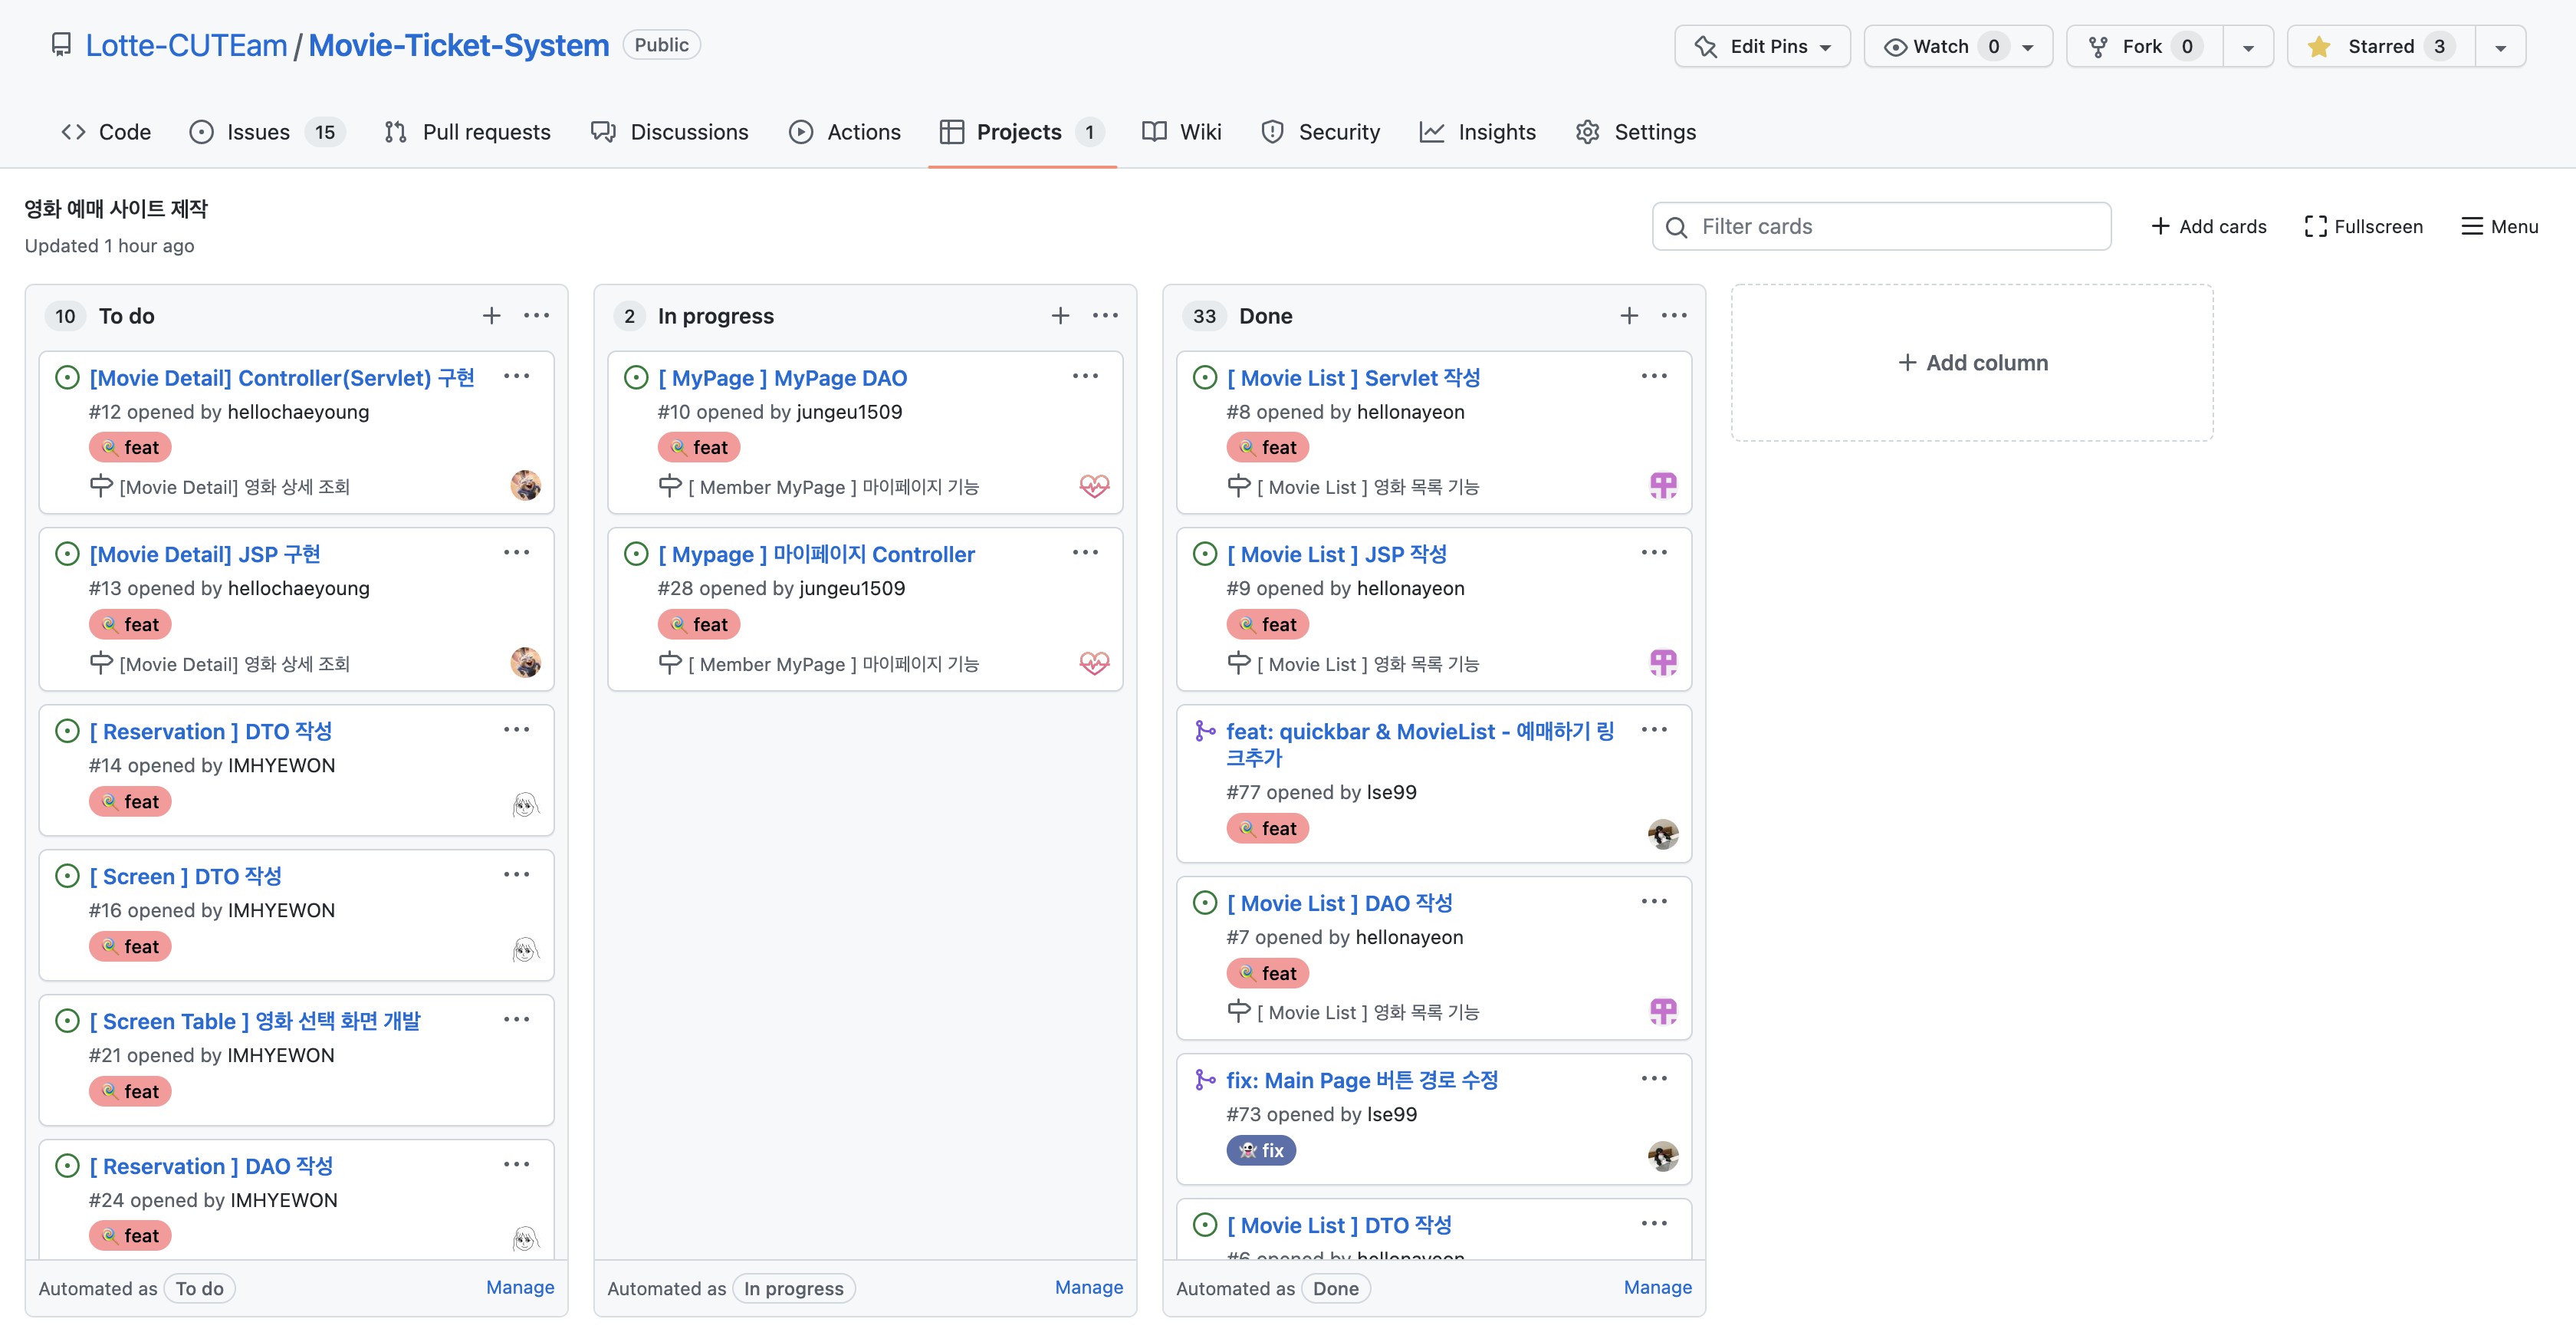 Lotte-CUTEam / Movie-Ticket-System Public
Edit Pins Watch 0 Fork 0 Starred 3
Code Issues 15 Pull requests Discussions Actions Projects 1 Wiki Security Insights Settings
영화 예매 사이트 제작
Updated 1 hour ago
Filter cards
Add cards Fullscreen Menu
10 To do
[Movie Detail] Controller(Servlet) 구현
#12 opened by hellochaeyoung
feat
[Movie Detail] 영화 상세 조회
[Movie Detail] JSP 구현
#13 opened by hellochaeyoung
feat
[Movie Detail] 영화 상세 조회
[ Reservation ] DTO 작성
#14 opened by IMHYEWON
feat
[ Screen ] DTO 작성
#16 opened by IMHYEWON
feat
[ Screen Table ] 영화 선택 화면 개발
#21 opened by IMHYEWON
feat
[ Reservation ] DAO 작성
#24 opened by IMHYEWON
feat
Automated as To do Manage
2 In progress
[ MyPage ] MyPage DAO
#10 opened by jungeu1509
feat
[ Member MyPage ] 마이페이지 기능
[ Mypage ] 마이페이지 Controller
#28 opened by jungeu1509
feat
[ Member MyPage ] 마이페이지 기능
Automated as In progress Manage
33 Done
[ Movie List ] Servlet 작성
#8 opened by hellonayeon
feat
[ Movie List ] 영화 목록 기능
[ Movie List ] JSP 작성
#9 opened by hellonayeon
feat
[ Movie List ] 영화 목록 기능
feat: quickbar & MovieList - 예매하기 링
크추가
#77 opened by lse99
feat
[ Movie List ] DAO 작성
#7 opened by hellonayeon
feat
[ Movie List ] 영화 목록 기능
fix: Main Page 버튼 경로 수정
#73 opened by lse99
fix
[ Movie List ] DTO 작성
#6 opened by hellonayeon
Automated as Done Manage
Add column